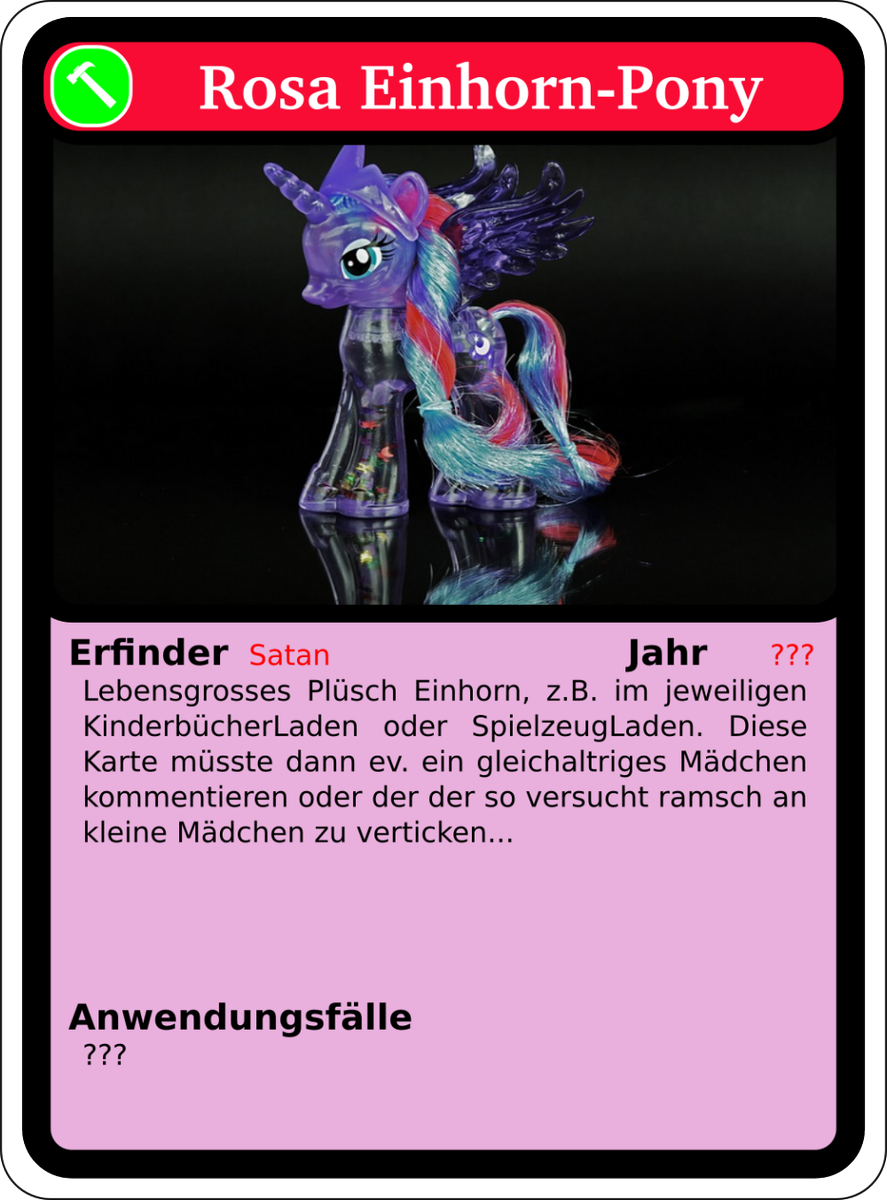 Rosa Einhorn-Pony
Erfinder Satan Jahr ???
Lebensgrosses Plüsch Einhorn, z.B. im jeweiligen
KinderbücherLaden oder SpielzeugLaden. Diese
Karte müsste dann ev. ein gleichaltriges Mädchen
kommentieren oder der der so versucht ramsch an
kleine Mädchen zu verticken...
Anwendungsfälle
???